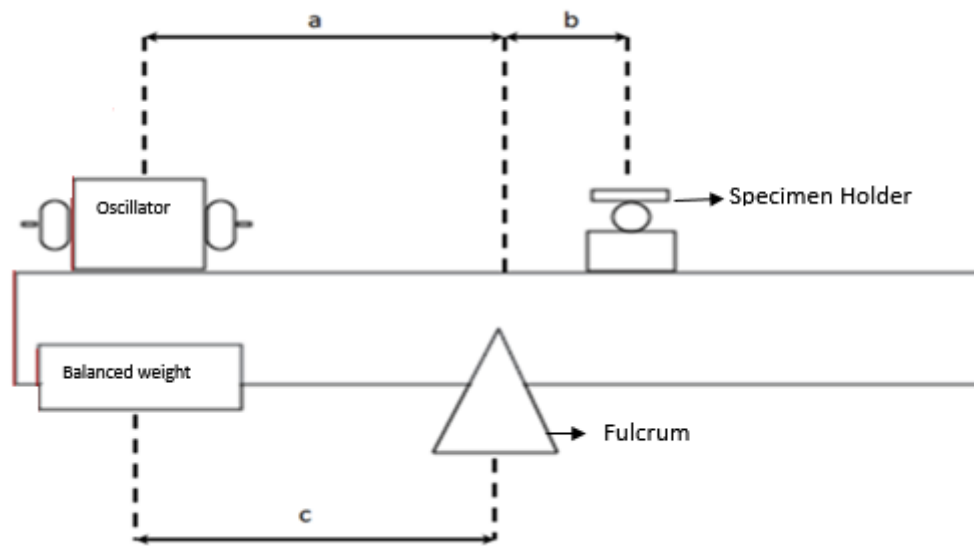 a
b
Oscillator
Specimen Holder
Balanced weight
Fulcrum
c